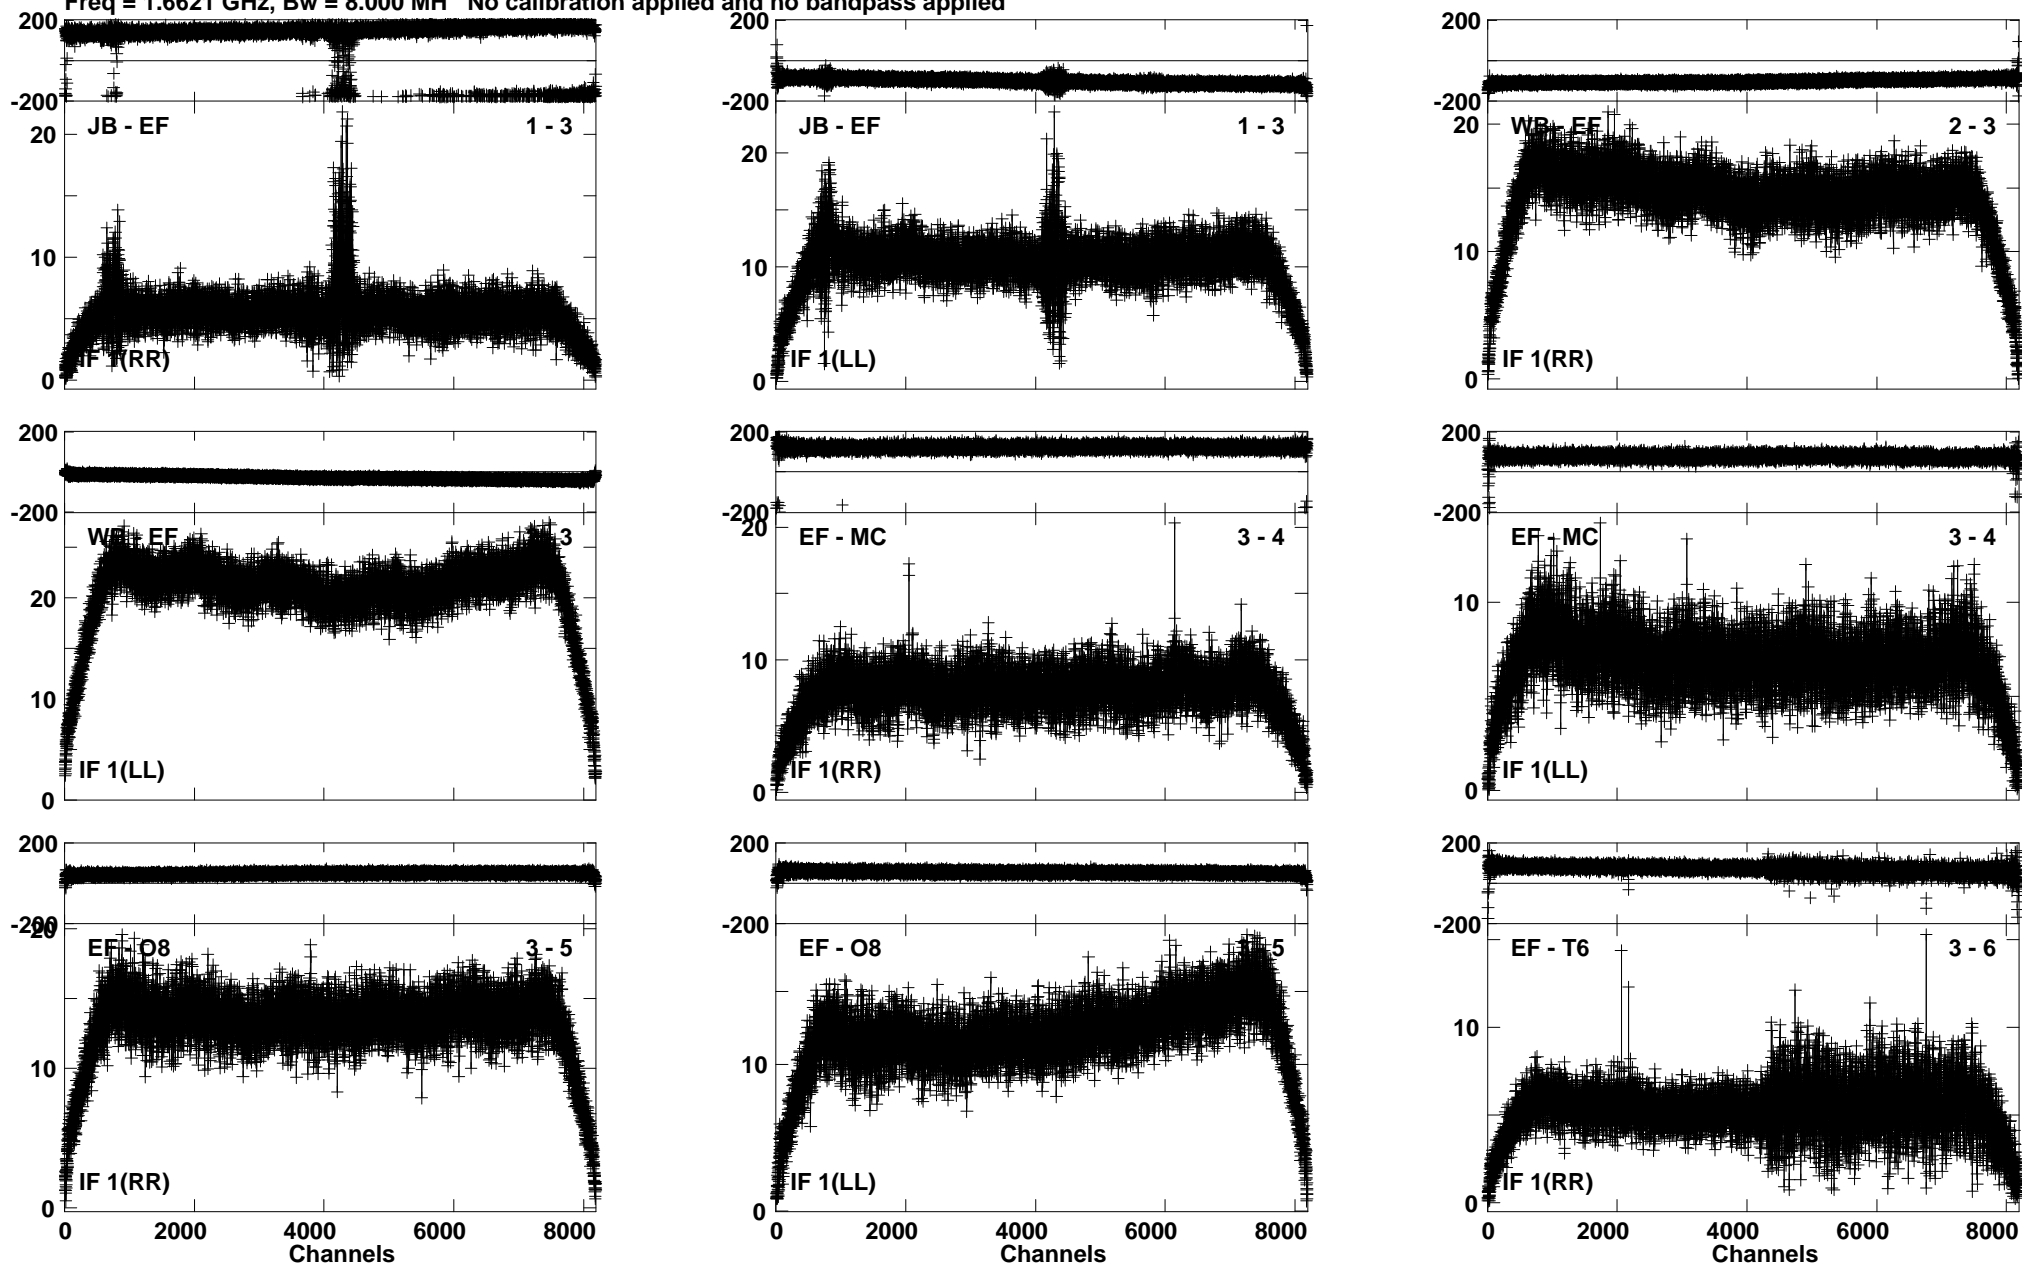 Freq = 1.6621 GHz, Bw = 8.000 MH No calibration applied and no bandpass applied
200
-200
JB - EF 1 - 3
20
10
0
IF 1(RR)
200
-200
JB - EF 1 - 3
20
10
0
IF 1(LL)
200
-200
WB - EF 2 - 3
20
10
0
IF 1(RR)
200
-200
WB - EF 3
20
10
0
IF 1(LL)
200
-200
EF - MC 3 - 4
20
10
0
IF 1(RR)
200
-200
EF - MC 3 - 4
10
0
IF 1(LL)
200
-200
EF - O8 3 - 5
20
10
0
IF 1(RR)
0 2000 4000 6000 8000
Channels
200
-200
EF - O8 5
10
0
IF 1(LL)
0 2000 4000 6000 8000
Channels
200
-200
EF - T6 3 - 6
10
0
IF 1(RR)
0 2000 4000 6000 8000
Channels